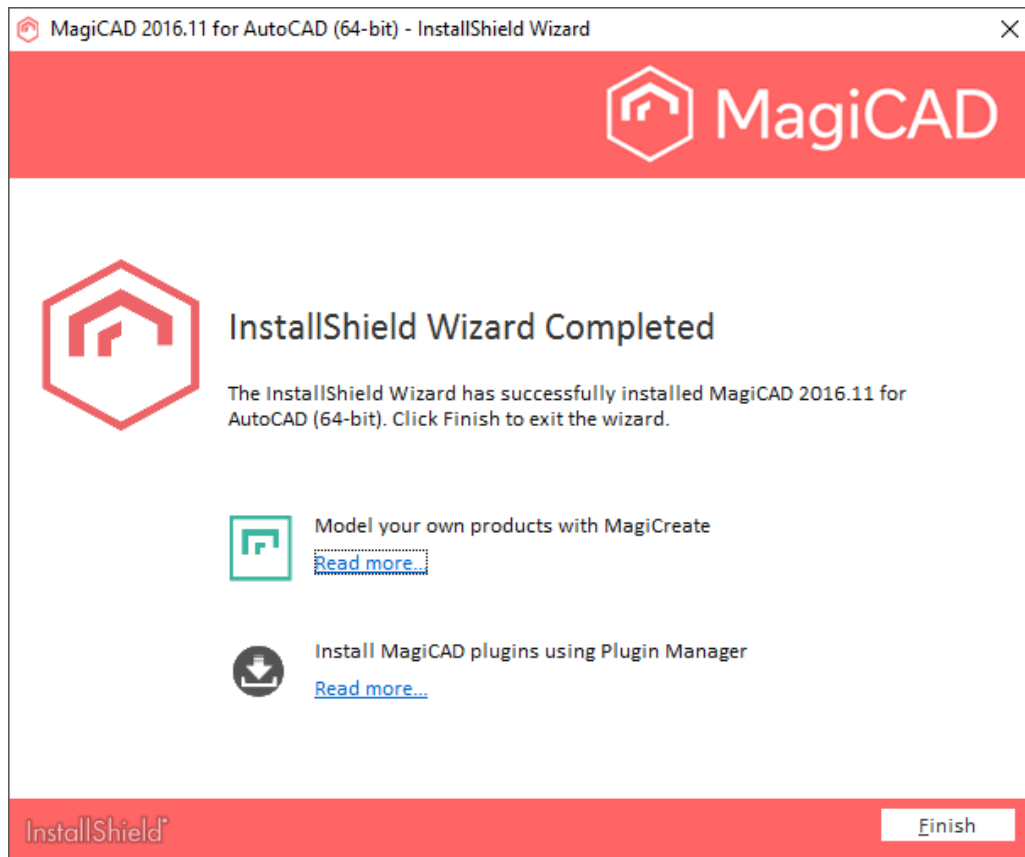 MagiCAD 2016.11 for AutoCAD (64-bit) - InstallShield Wizard
MagiCAD
InstallShield Wizard Completed
The InstallShield Wizard has successfully installed MagiCAD 2016.11 for
AutoCAD (64-bit). Click Finish to exit the wizard.
Model your own products with MagiCreate
Read more...
Install MagiCAD plugins using Plugin Manager
Read more...
InstallShield
Finish